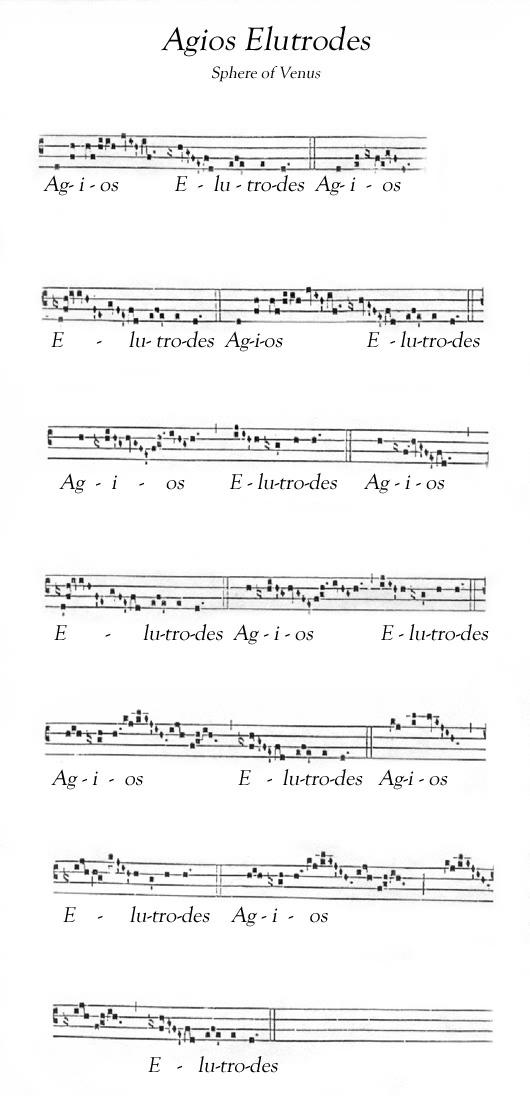 Agios Elutrodes
Sphere of Venus
Ag- i - os E - lu - tro-des Ag- i - os
E - lu- tro-des Ag-i-os E - lu-tro-des
Ag - i - os E - lu-tro-des Ag - i - os
E - lu-tro-des Ag - i - os E - lu-tro-des
Ag - i - os E - lu-tro-des Ag-i-os
E - lu-tro-des Ag - i - os
E - lu-tro-des